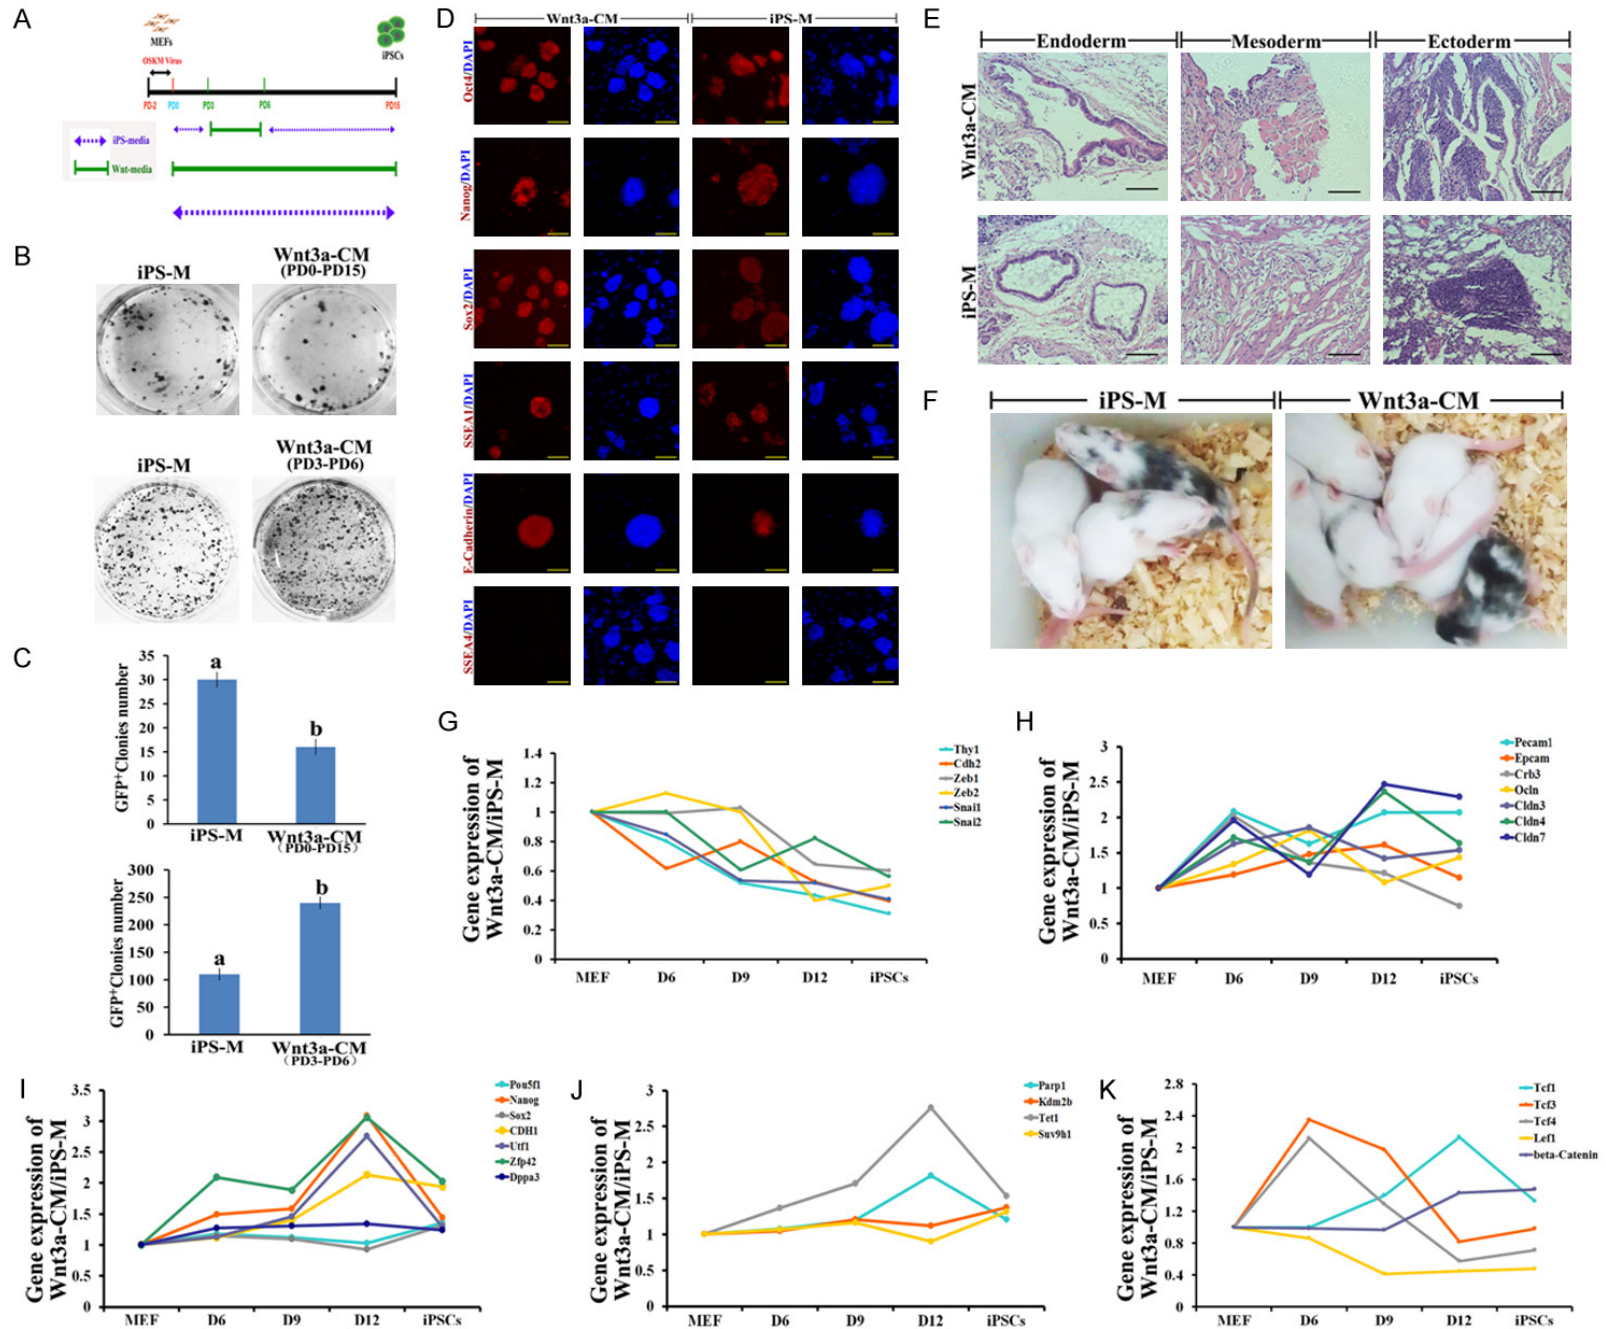 A
MEFs
OSKM Virus
iPSCs
PD-2
PD0
PD3
PD6
PD15
iPS-media
Wnt-media
B
iPS-M
Wnt3a-CM
(PD0-PD15)
iPS-M
Wnt3a-CM
(PD3-PD6)
C
GFP+Clonies number
35
30
25
20
15
10
5
0
a
b
iPS-M
Wnt3a-CM
(PD0-PD15)
GFP+Clonies number
300
250
200
150
100
50
0
a
b
iPS-M
Wnt3a-CM
(PD3-PD6)
D
Wnt3a-CM
iPS-M
Oct4/DAPI
Nanog/DAPI
Sox2/DAPI
SSEA1/DAPI
E-Cadherin/DAPI
SSEA4/DAPI
E
Endoderm
Mesoderm
Ectoderm
Wnt3a-CM
iPS-M
F
iPS-M
Wnt3a-CM
G
Gene expression of
Wnt3a-CM/iPS-M
1.4
1.2
1
0.8
0.6
0.4
0.2
0
MEF
D6
D9
D12
iPSCs
Thy1
Cdh2
Zeb1
Zeb2
Snai1
Snai2
H
Gene expression of
Wnt3a-CM/iPS-M
3
2.5
2
1.5
1
0.5
0
MEF
D6
D9
D12
iPSCs
Pecam1
Epcam
Crb3
Ocln
Cldn3
Cldn4
Cldn7
I
Gene expression of
Wnt3a-CM/iPS-M
3.5
3
2.5
2
1.5
1
0.5
0
MEF
D6
D9
D12
iPSCs
Pou5f1
Nanog
Sox2
CDH1
Utf1
Zfp42
Dppa3
J
Gene expression of
Wnt3a-CM/iPS-M
3
2.5
2
1.5
1
0.5
0
MEF
D6
D9
D12
iPSCs
Parp1
Kdm2b
Tet1
Suv9h1
K
Gene expression of
Wnt3a-CM/iPS-M
2.8
2.4
2
1.6
1.2
0.8
0.4
0
MEF
D6
D9
D12
iPSCs
Tcf1
Tcf3
Tcf4
Lef1
beta-Catenin